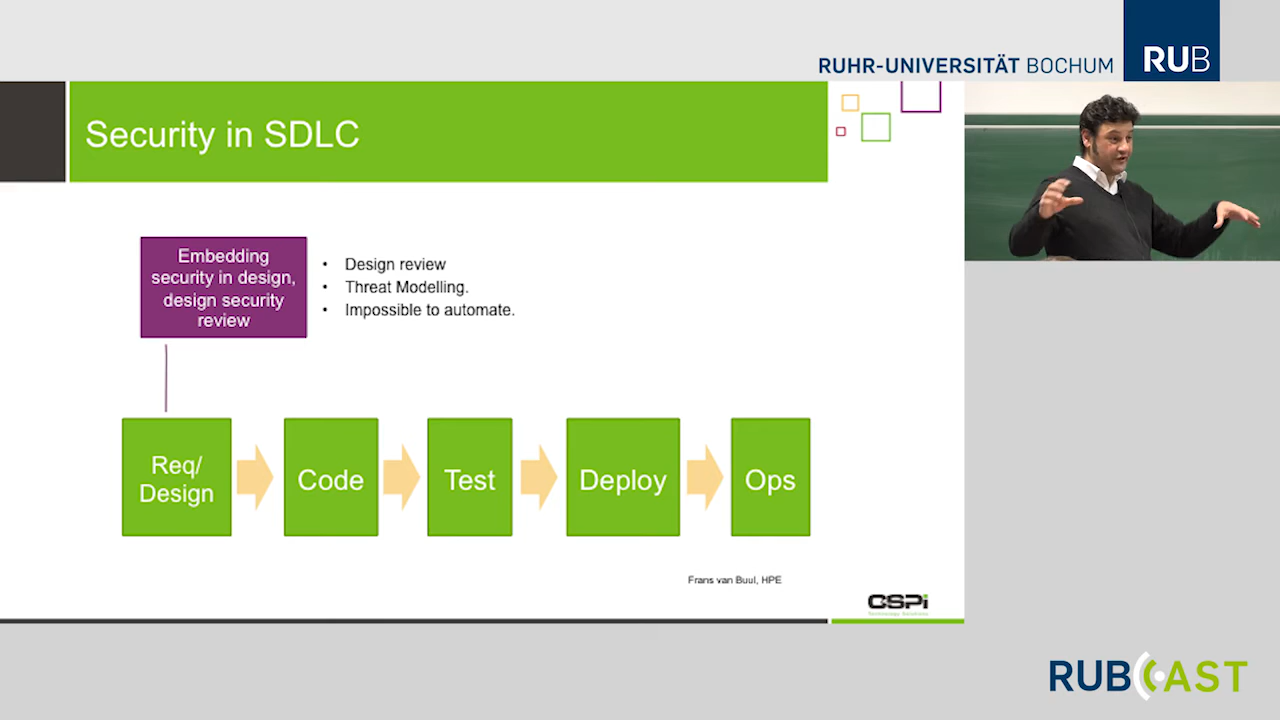 RUHR-UNIVERSITÄT BOCHUM
RUB
Security in SDLC
Embedding
security in design,
design security
review
• Design review
• Threat Modelling.
• Impossible to automate.
Req/
Design
Code
Test
Deploy
Ops
Frans van Buul, HPE
CSPi
RUBCAST